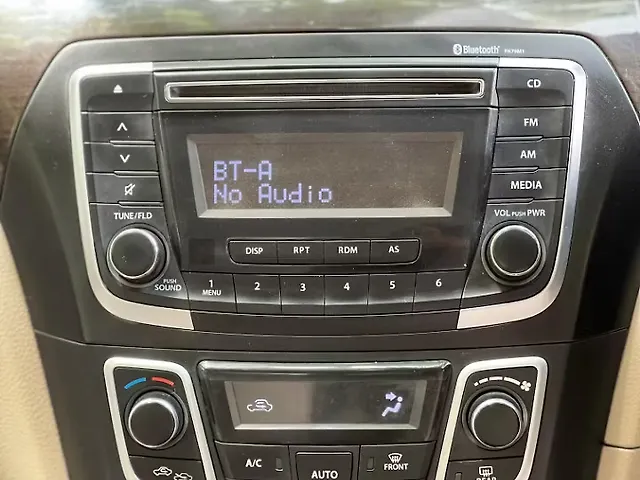 Bluetooth
CD
FM
AM
MEDIA
BT-A
No Audio
TUNE/FLD
VOL PUSH PWR
DISP RPT RDM AS
PUSH
SOUND
1 2 3 4 5 6
MENU
A/C
AUTO
FRONT
REAR